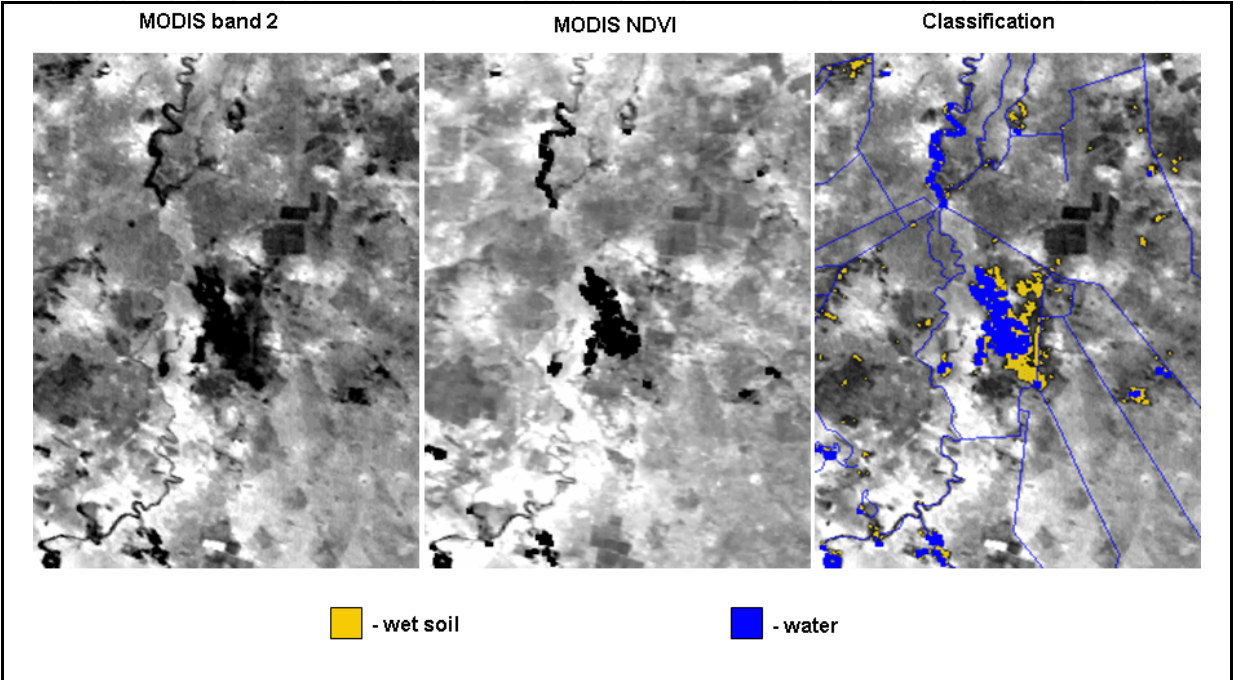 MODIS band 2
MODIS NDVI
Classification
- wet soil
- water